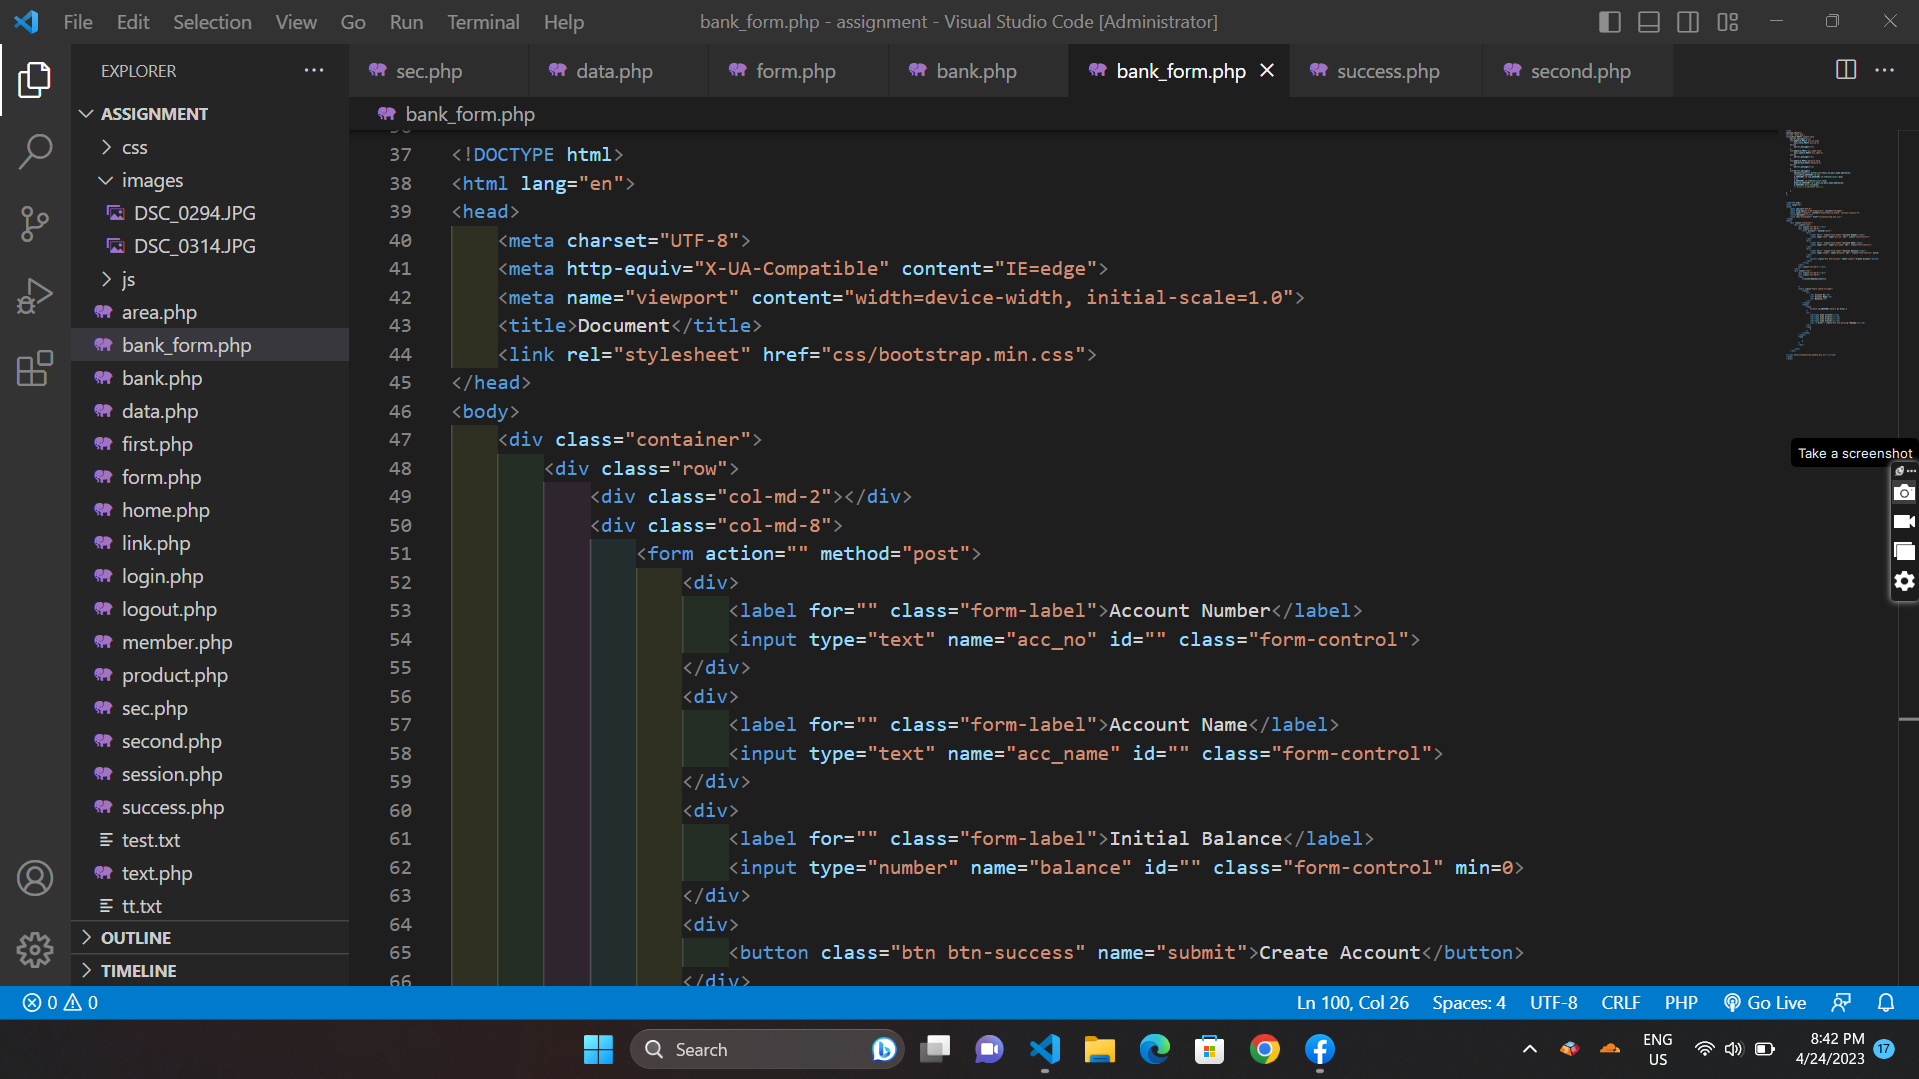 File Edit Selection View Go Run Terminal Help
bank_form.php - assignment - Visual Studio Code [Administrator]
EXPLORER
ASSIGNMENT
css
images
DSC_0294.JPG
DSC_0314.JPG
js
area.php
bank_form.php
bank.php
data.php
first.php
form.php
home.php
link.php
login.php
logout.php
member.php
product.php
sec.php
second.php
session.php
success.php
test.txt
text.php
tt.txt
OUTLINE
TIMELINE
sec.php data.php form.php bank.php bank_form.php success.php second.php
bank_form.php
37 <!DOCTYPE html>
38 <html lang="en">
39 <head>
40 <meta charset="UTF-8">
41 <meta http-equiv="X-UA-Compatible" content="IE=edge">
42 <meta name="viewport" content="width=device-width, initial-scale=1.0">
43 <title>Document</title>
44 <link rel="stylesheet" href="css/bootstrap.min.css">
45 </head>
46 <body>
47 <div class="container">
48 <div class="row">
49 <div class="col-md-2"></div>
50 <div class="col-md-8">
51 <form action="" method="post">
52 <div>
53 <label for="" class="form-label">Account Number</label>
54 <input type="text" name="acc_no" id="" class="form-control">
55 </div>
56 <div>
57 <label for="" class="form-label">Account Name</label>
58 <input type="text" name="acc_name" id="" class="form-control">
59 </div>
60 <div>
61 <label for="" class="form-label">Initial Balance</label>
62 <input type="number" name="balance" id="" class="form-control" min=0>
63 </div>
64 <div>
65 <button class="btn btn-success" name="submit">Create Account</button>
66 </div>
Take a screenshot
0 0
Ln 100, Col 26 Spaces: 4 UTF-8 CRLF PHP Go Live
Search
ENG
US
8:42 PM
4/24/2023
17